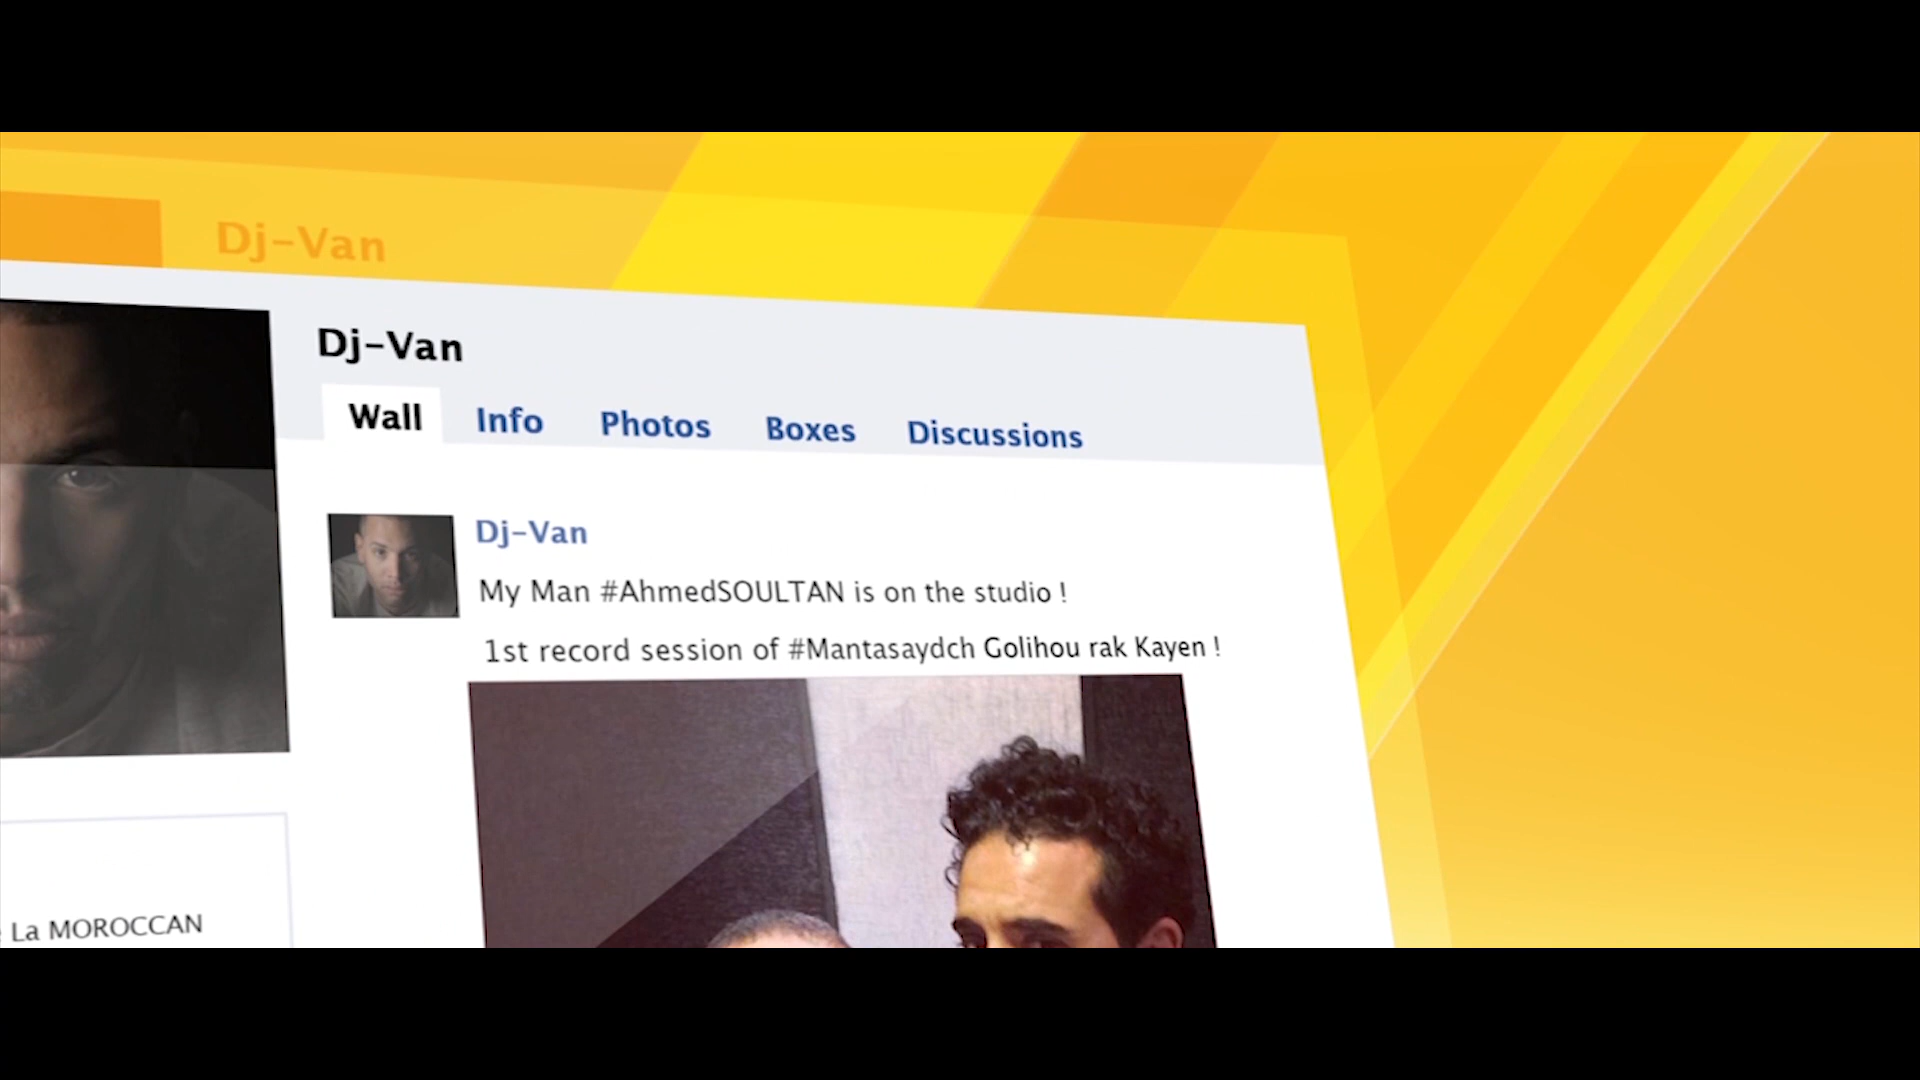 Dj-Van
Dj-Van
Wall Info Photos Boxes Discussions
Dj-Van
My Man #AhmedSOULTAN is on the studio !
1st record session of #Mantasaydch Golihou rak Kayen !
La MOROCCAN